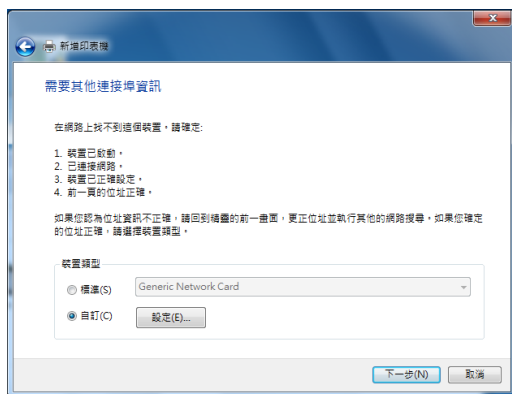 新增印表機
需要其他連接埠資訊
在網路上找不到這個裝置，請確定:
1. 裝置已啟動。
2. 已連接網路。
3. 裝置已正確設定。
4. 前一頁的位址正確。
如果您認為位址資訊不正確，請回到精靈的前一畫面，更正位址並執行其他的網路搜尋。如果您確定
的位址正確，請選擇裝置類型。
裝置類型
標準(S)
Generic Network Card
自訂(C)
設定(E)...
下一步(N)
取消